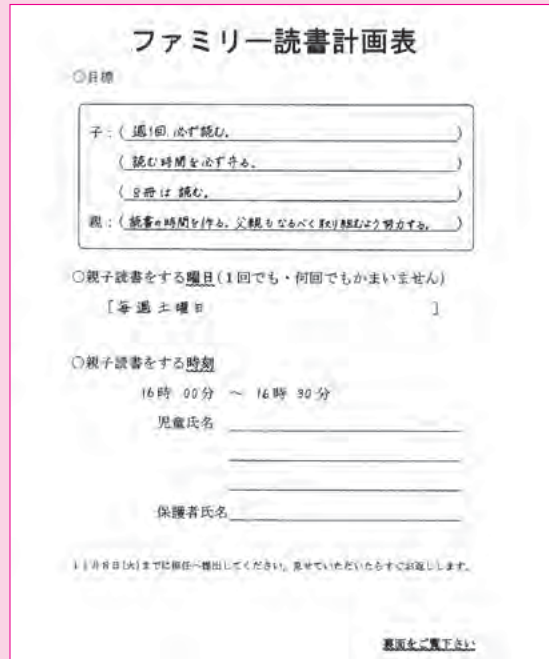 ファミリー読書計画表
○目標
子:( 週1回 必ず読む。 )
( 読む時間を必ず守る。 )
( 8冊は 読む。 )
親:( 読書の時間を作る。父親もなるべく取り組むよう努力する。 )
○親子読書をする曜日(1回でも・何回でもかまいません)
[毎週土曜日 ]
○親子読書をする時刻
16時 00分 ~ 16時 30分
児童氏名
保護者氏名
11月8日(火)までに担任へ提出してください。見せていただいたらすぐお返しします。
裏面をご覧下さい